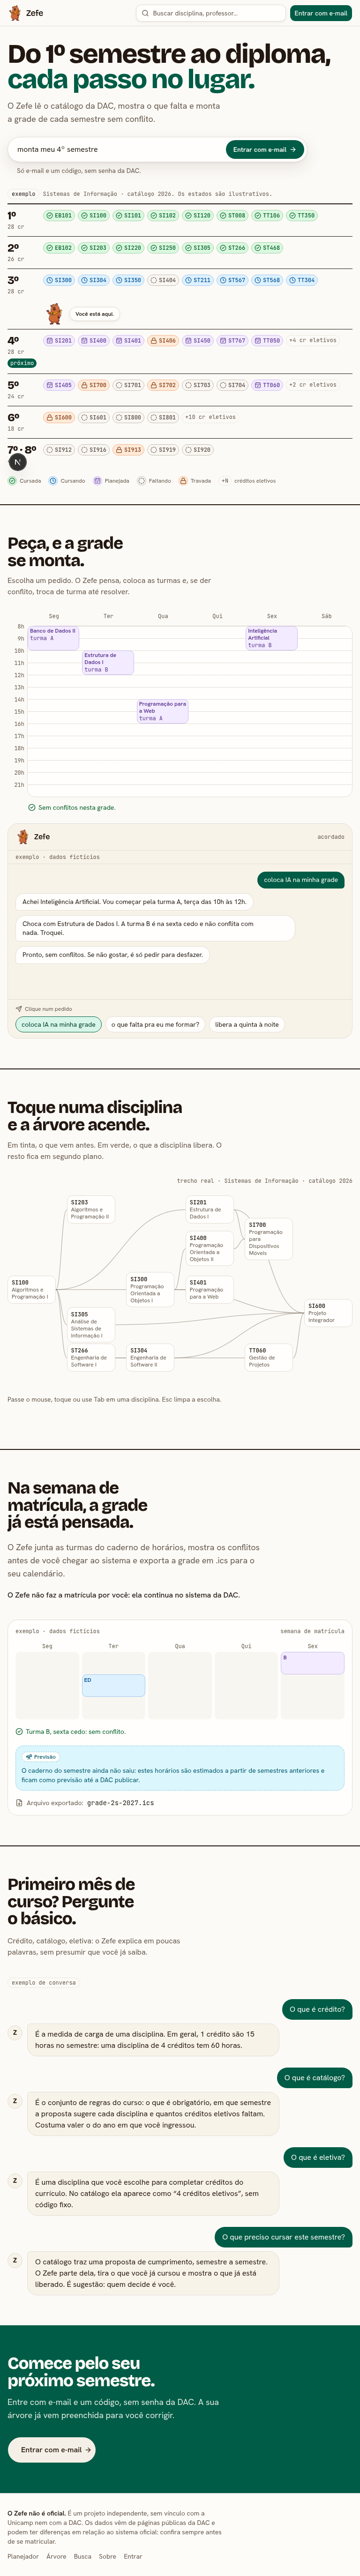 Zefe
Buscar disciplina, professor...
Entrar com e-mail
Do 1º semestre ao diploma,
cada passo no lugar.
O Zefe lê o catálogo da DAC, mostra o que falta e monta
a grade de cada semestre sem conflito.
monta meu 4º semestre
Entrar com e-mail →
Só e-mail e um código, sem senha da DAC.
exemplo Sistemas de Informação · catálogo 2026. Os estados são ilustrativos.
1º
28 cr
EB101 SI100 SI101 SI102 SI120 ST008 TT106 TT350
2º
26 cr
EB102 SI203 SI220 SI250 SI305 ST266 ST468
3º
28 cr
SI300 SI304 SI350 SI404 ST211 ST567 ST568 TT304
Você está aqui.
4º
28 cr
próximo
SI201 SI400 SI401 SI406 SI450 ST767 TT050 +4 cr eletivos
5º
24 cr
SI405 SI700 SI701 SI702 SI703 SI704 TT060 +2 cr eletivos
6º
18 cr
SI600 SI601 SI800 SI801 +10 cr eletivos
7º · 8º
SI912 SI916 SI913 SI919 SI920
N
Cursada Cursando Planejada Faltando Travada +N créditos eletivos
Peça, e a grade
se monta.
Escolha um pedido. O Zefe pensa, coloca as turmas e, se der
conflito, troca de turma até resolver.
Seg Ter Qua Qui Sex Sáb
8h
9h
10h
11h
12h
13h
14h
15h
16h
17h
18h
19h
20h
21h
Banco de Dados II
turma A
Estrutura de
Dados I
turma B
Programação para
a Web
turma A
Inteligência
Artificial
turma B
Sem conflitos nesta grade.
Zefe
acordado
exemplo · dados fictícios
coloca IA na minha grade
Achei Inteligência Artificial. Vou começar pela turma A, terça das 10h às 12h.
Choca com Estrutura de Dados I. A turma B é na sexta cedo e não conflita com
nada. Troquei.
Pronto, sem conflitos. Se não gostar, é só pedir para desfazer.
Clique num pedido
coloca IA na minha grade
o que falta pra eu me formar?
libera a quinta à noite
Toque numa disciplina
e a árvore acende.
Em tinta, o que vem antes. Em verde, o que a disciplina libera. O
resto fica em segundo plano.
trecho real · Sistemas de Informação · catálogo 2026
SI203
Algoritmos e
Programação II
SI201
Estrutura de
Dados I
SI700
Programação
para
Dispositivos
Móveis
SI400
Programação
Orientada a
Objetos II
SI100
Algoritmos e
Programação I
SI300
Programação
Orientada a
Objetos I
SI401
Programação
para a Web
SI600
Projeto
Integrador
SI305
Análise de
Sistemas de
Informação I
ST266
Engenharia de
Software I
SI304
Engenharia de
Software II
TT060
Gestão de
Projetos
Passe o mouse, toque ou use Tab em uma disciplina. Esc limpa a escolha.
Na semana de
matrícula, a grade
já está pensada.
O Zefe junta as turmas do caderno de horários, mostra os conflitos
antes de você chegar ao sistema e exporta a grade em .ics para o
seu calendário.
O Zefe não faz a matrícula por você: ela continua no sistema da DAC.
exemplo · dados fictícios
semana de matrícula
Seg Ter Qua Qui Sex
B
ED
Turma B, sexta cedo: sem conflito.
Previsão
O caderno do semestre ainda não saiu: estes horários são estimados a partir de semestres anteriores e
ficam como previsão até a DAC publicar.
Arquivo exportado: grade-2s-2027.ics
Primeiro mês de
curso? Pergunte
o básico.
Crédito, catálogo, eletiva: o Zefe explica em poucas
palavras, sem presumir que você já saiba.
exemplo de conversa
O que é crédito?
Z
É a medida de carga de uma disciplina. Em geral, 1 crédito são 15
horas no semestre: uma disciplina de 4 créditos tem 60 horas.
O que é catálogo?
Z
É o conjunto de regras do curso: o que é obrigatório, em que semestre
a proposta sugere cada disciplina e quantos créditos eletivos faltam.
Costuma valer o do ano em que você ingressou.
O que é eletiva?
Z
É uma disciplina que você escolhe para completar créditos do
currículo. No catálogo ela aparece como “4 créditos eletivos”, sem
código fixo.
O que preciso cursar este semestre?
Z
O catálogo traz uma proposta de cumprimento, semestre a semestre.
O Zefe parte dela, tira o que você já cursou e mostra o que já está
liberado. É sugestão: quem decide é você.
Comece pelo seu
próximo semestre.
Entre com e-mail e um código, sem senha da DAC. A sua
árvore já vem preenchida para você corrigir.
Entrar com e-mail →
O Zefe não é oficial. É um projeto independente, sem vínculo com a
Unicamp nem com a DAC. Os dados vêm de páginas públicas da DAC e
podem ter diferenças em relação ao sistema oficial: confira sempre antes
de se matricular.
Planejador Árvore Busca Sobre Entrar